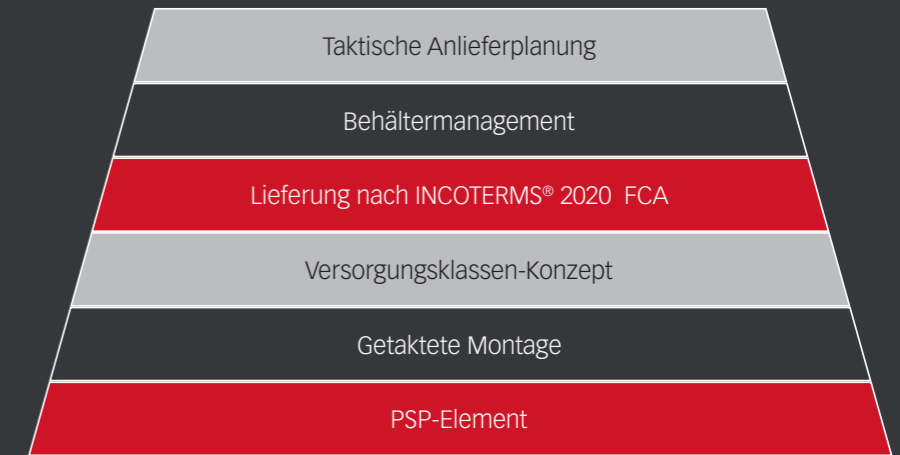 Taktische Anlieferplanung
Behältermanagement
Lieferung nach INCOTERMS® 2020 FCA
Versorgungsklassen-Konzept
Getaktete Montage
PSP-Element